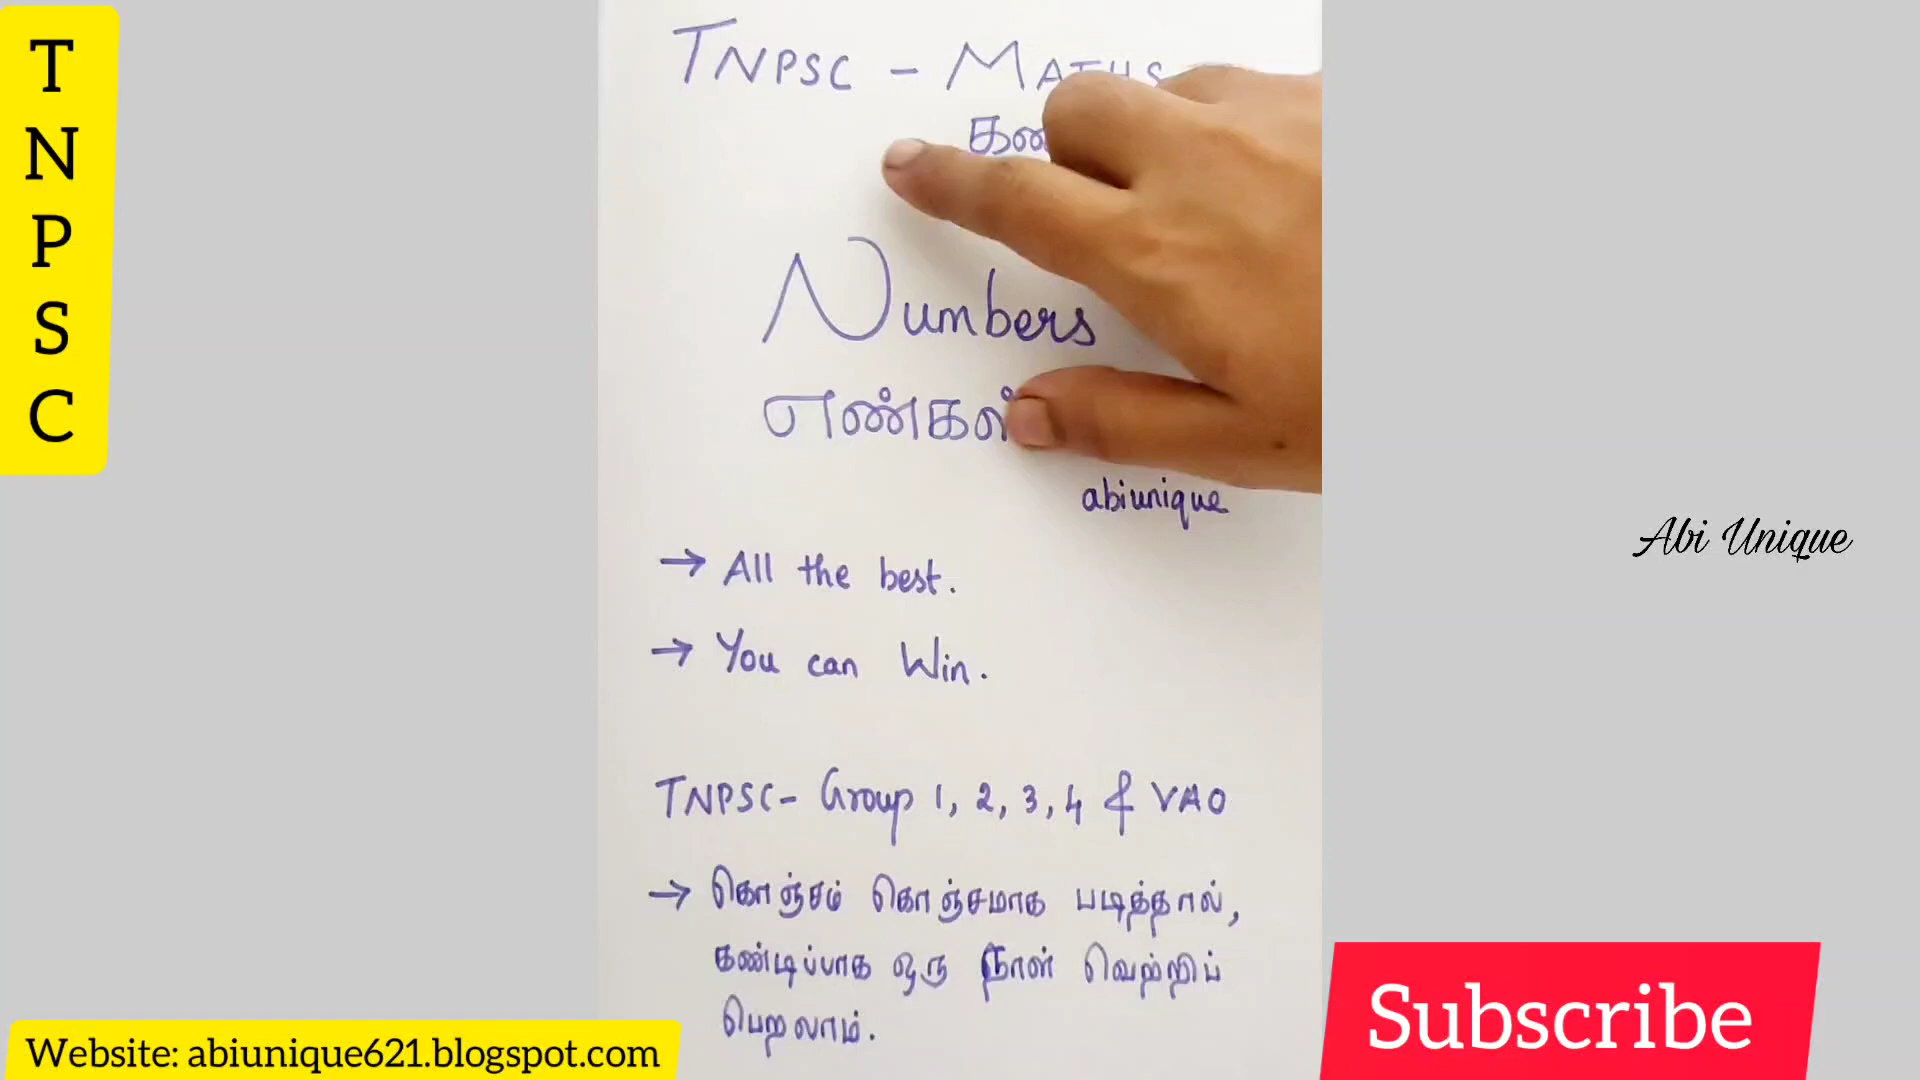 T
N
P
S
C
TNPSC - MATHS
Numbers
எண்கள்
abiunique
Abi Unique
→ All the best.
→ You can Win.
TNPSC- Group 1, 2, 3, 4 & VAO
→ கொஞ்சம் கொஞ்சமாக படித்தால்,
கண்டிப்பாக ஒரு நாள் வெற்றிப்
பெறலாம்.
Subscribe
Website: abiunique621.blogspot.com